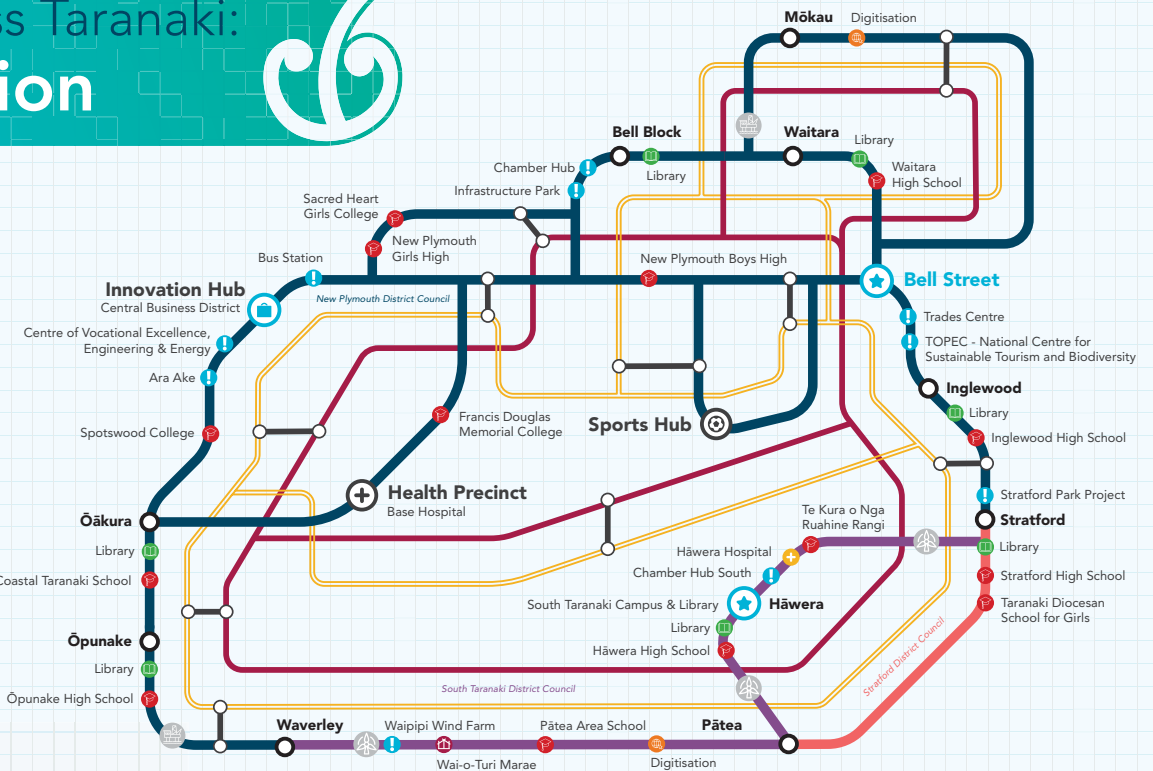 ss Taranaki:
ion
Mōkau
Digitisation
Bell Block
Library
Waitara
Library
Waitara
High School
Chamber Hub
Infrastructure Park
Sacred Heart
Girls College
New Plymouth
Girls High
Bus Station
New Plymouth Boys High
Bell Street
Innovation Hub
Central Business District
New Plymouth District Council
Centre of Vocational Excellence,
Engineering & Energy
Trades Centre
TOPEC - National Centre for
Sustainable Tourism and Biodiversity
Ara Ake
Inglewood
Library
Spotswood College
Francis Douglas
Memorial College
Sports Hub
Inglewood High School
Health Precinct
Base Hospital
Stratford Park Project
Ōākura
Te Kura o Nga
Ruahine Rangi
Stratford
Library
Hāwera Hospital
Library
Coastal Taranaki School
Chamber Hub South
Stratford High School
South Taranaki Campus & Library
Hāwera
Taranaki Diocesan
School for Girls
Library
Ōpunake
Hāwera High School
Library
Stratford District Council
South Taranaki District Council
Ōpunake High School
Waverley
Waipipi Wind Farm
Pātea Area School
Pātea
Wai-o-Turi Marae
Digitisation